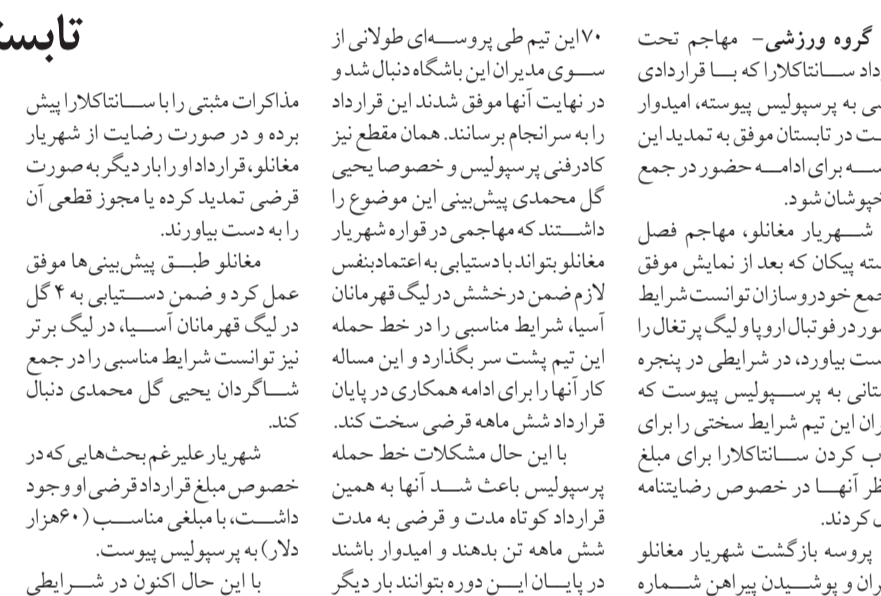 تابست
گروه ورزشی- مهاجم تحت
داد سانتاکلارا که با قراردادی
به پرسپولیس پیوسته، امیدوار
در تابستان موفق به تمدید این
برای ادامه حضور در جمع
شود.
شهریار مغانلو، مهاجم فصل
پیکان که بعد از نمایش موفق
جمع خودروسازان توانست شرایط
در فوتبال اروپا و لیگ پرتغال را
بیاورد، در شرایطی در پنجره
به پرسپولیس پیوست که
این تیم شرایط سختی را برای
کردن سانتاکلارا برای مبلغ
نظر آنها در خصوص رضایتنامه
کردند.
پروسه بازگشت شهریار مغانلو
و پوشیدن پیراهن شماره
۷۰ این تیم طی پروسه‌ای طولانی از
سوی مدیران این باشگاه دنبال شد و
در نهایت آنها موفق شدند این قرارداد
را به سرانجام برسانند. همان مقطع نیز
کادرفنی پرسپولیس و خصوصا یحیی
گل محمدی پیش‌بینی این موضوع را
داشتند که مهاجمی در قواره شهریار
مغانلو بتواند با دستیابی به اعتمادبنفس
لازم ضمن درخشش در لیگ قهرمانان
آسیا، شرایط مناسبی را در خط حمله
این تیم پشت سر بگذارد و این مساله
کار آنها را برای ادامه همکاری در پایان
قرارداد شش ماهه قرضی سخت کند.
با این حال مشکلات خط حمله
پرسپولیس باعث شد آنها به همین
قرارداد کوتاه مدت و قرضی به مدت
شش ماهه تن بدهند و امیدوار باشند
در پایان این دوره بتوانند بار دیگر
مذاکرات مثبتی را با سانتاکلارا پیش
برده و در صورت رضایت از شهریار
مغانلو، قرارداد او را بار دیگر به صورت
قرضی تمدید کرده یا مجوز قطعی آن
را به دست بیاورند.
مغانلو طبق پیش‌بینی‌ها موفق
عمل کرد و ضمن دستیابی به ۴ گل
در لیگ قهرمانان آسیا، در لیگ برتر
نیز توانست شرایط مناسبی را در جمع
شاگردان یحیی گل محمدی دنبال
کند.
شهریار علیرغم بحث‌هایی که در
خصوص مبلغ قرارداد قرضی او وجود
داشت، با مبلغی مناسب (۶۰هزار
دلار) به پرسپولیس پیوست.
با این حال اکنون در شرایطی